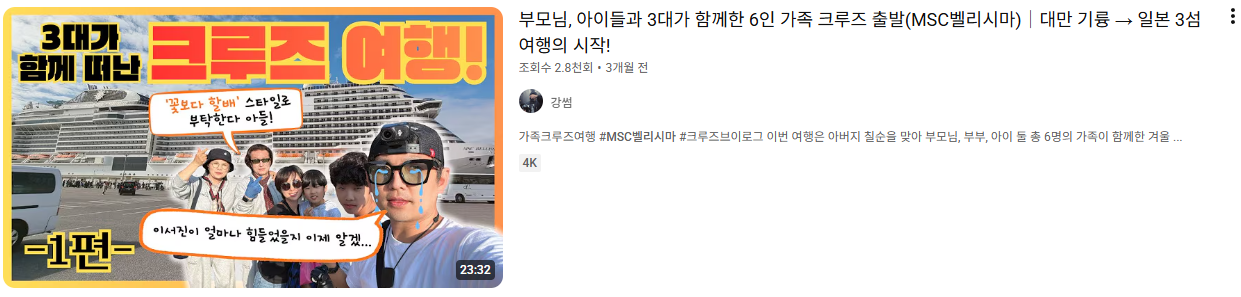 3대가
함께 떠난
크루즈 여행!
'꽃보다 할배' 스타일로
부탁한다 아들!
이서진이 얼마나 힘들었을지 이제 알겠...
-1편-
23:32
부모님, 아이들과 3대가 함께한 6인 가족 크루즈 출발(MSC벨리시마)｜대만 기륭 → 일본 3섬
여행의 시작!
조회수 2.8천회 • 3개월 전
강썸
가족크루즈여행 #MSC벨리시마 #크루즈브이로그 이번 여행은 아버지 칠순을 맞아 부모님, 부부, 아이 둘 총 6명의 가족이 함께한 겨울 ...
4K